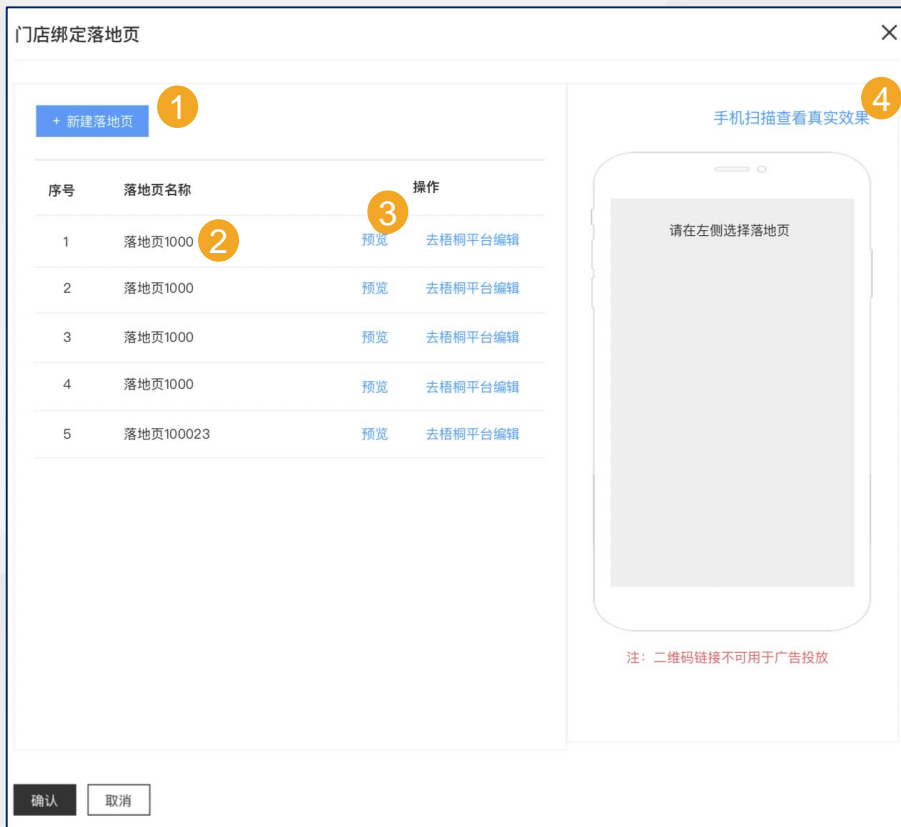 门店绑定落地页
+ 新建落地页
1
序号 落地页名称 操作
3
1 落地页1000 2 预览 去梧桐平台编辑
2 落地页1000 预览 去梧桐平台编辑
3 落地页1000 预览 去梧桐平台编辑
4 落地页1000 预览 去梧桐平台编辑
5 落地页100023 预览 去梧桐平台编辑
4
手机扫描查看真实效果
请在左侧选择落地页
注：二维码链接不可用于广告投放
确认 取消